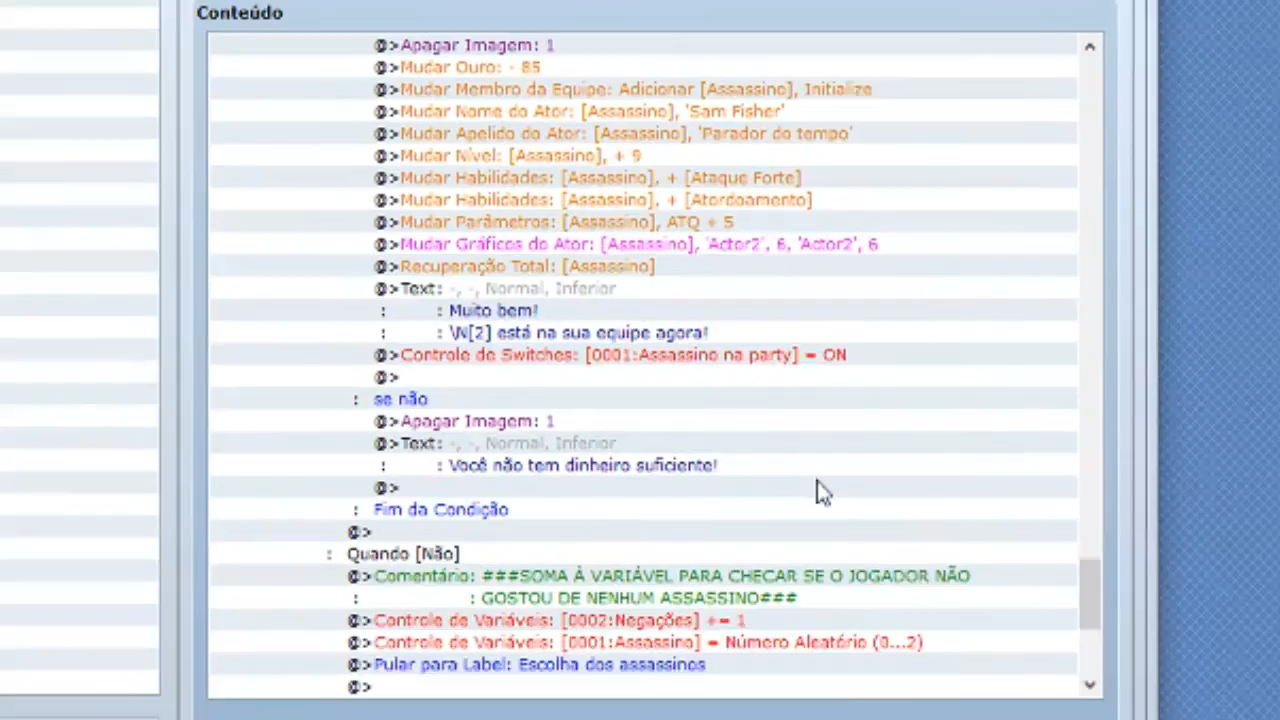 Conteúdo
@>Apagar Imagem: 1
@>Mudar Ouro: - 85
@>Mudar Membro da Equipe: Adicionar [Assassino], Initialize
@>Mudar Nome do Ator: [Assassino], 'Sam Fisher'
@>Mudar Apelido do Ator: [Assassino], 'Parador do tempo'
@>Mudar Nível: [Assassino], + 9
@>Mudar Habilidades: [Assassino], + [Ataque Forte]
@>Mudar Habilidades: [Assassino], + [Atordoamento]
@>Mudar Parâmetros: [Assassino], ATQ + 5
@>Mudar Gráficos do Ator: [Assassino], 'Actor2', 6, 'Actor2', 6
@>Recuperação Total: [Assassino]
@>Text: -, -, Normal, Inferior
: : Muito bem!
: : \N[2] está na sua equipe agora!
@>Controle de Switches: [0001:Assassino na party] = ON
@>
: se não
@>Apagar Imagem: 1
@>Text: -, -, Normal, Inferior
: : Você não tem dinheiro suficiente!
@>
: Fim da Condição
@>
: Quando [Não]
@>Comentário: ###SOMA À VARIÁVEL PARA CHECAR SE O JOGADOR NÃO
: : GOSTOU DE NENHUM ASSASSINO###
@>Controle de Variáveis: [0002:Negações] += 1
@>Controle de Variáveis: [0001:Assassino] = Número Aleatório (0...2)
@>Pular para Label: Escolha dos assassinos
@>